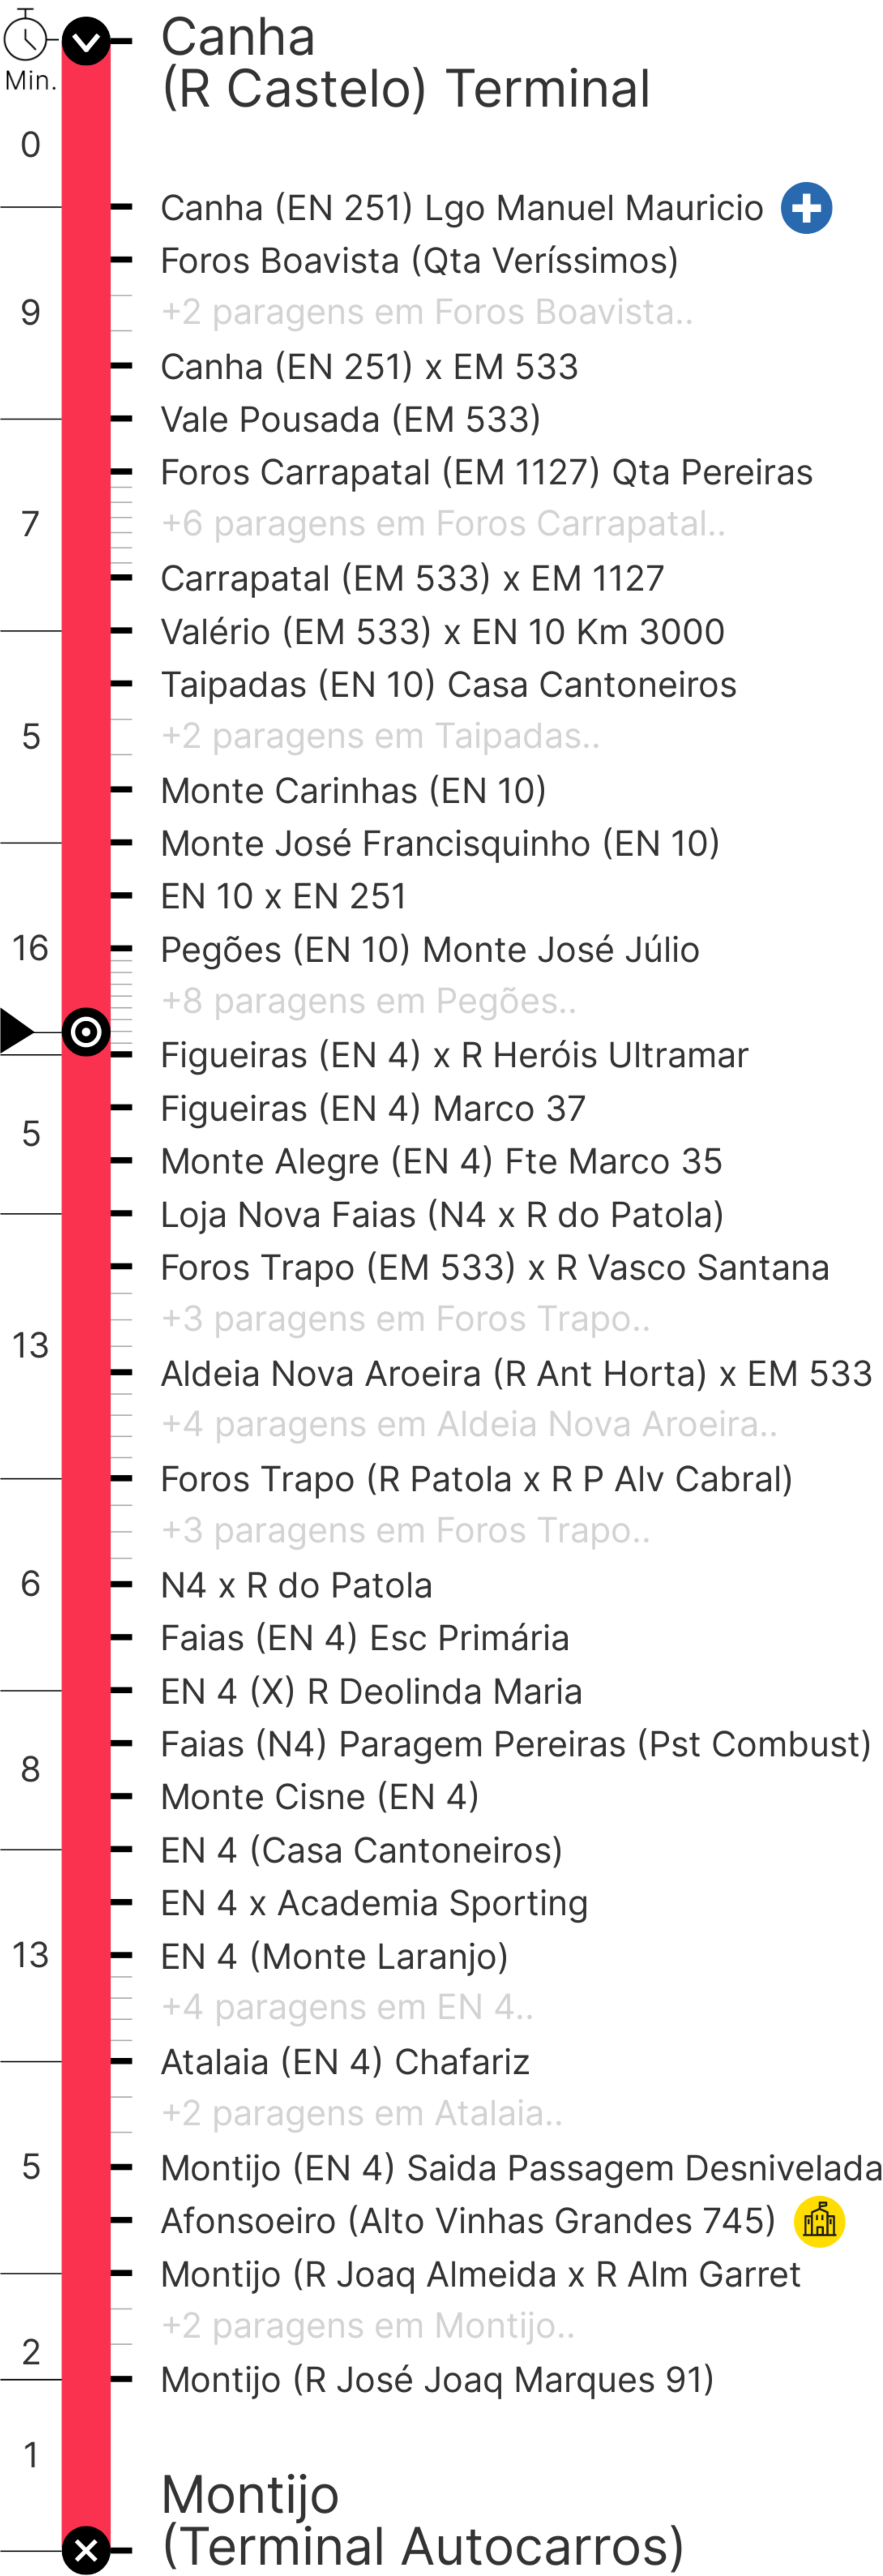 Canha
(R Castelo) Terminal
Min.
0
Canha (EN 251) Lgo Manuel Mauricio
Foros Boavista (Qta Veríssimos)
9
+2 paragens em Foros Boavista..
Canha (EN 251) x EM 533
Vale Pousada (EM 533)
Foros Carrapatal (EM 1127) Qta Pereiras
7
+6 paragens em Foros Carrapatal..
Carrapatal (EM 533) x EM 1127
Valério (EM 533) x EN 10 Km 3000
Taipadas (EN 10) Casa Cantoneiros
5
+2 paragens em Taipadas..
Monte Carinhas (EN 10)
Monte José Francisquinho (EN 10)
EN 10 x EN 251
16
Pegões (EN 10) Monte José Júlio
+8 paragens em Pegões..
Figueiras (EN 4) x R Heróis Ultramar
Figueiras (EN 4) Marco 37
5
Monte Alegre (EN 4) Fte Marco 35
Loja Nova Faias (N4 x R do Patola)
Foros Trapo (EM 533) x R Vasco Santana
+3 paragens em Foros Trapo..
13
Aldeia Nova Aroeira (R Ant Horta) x EM 533
+4 paragens em Aldeia Nova Aroeira..
Foros Trapo (R Patola x R P Alv Cabral)
+3 paragens em Foros Trapo..
6
N4 x R do Patola
Faias (EN 4) Esc Primária
EN 4 (X) R Deolinda Maria
Faias (N4) Paragem Pereiras (Pst Combust)
8
Monte Cisne (EN 4)
EN 4 (Casa Cantoneiros)
EN 4 x Academia Sporting
13
EN 4 (Monte Laranjo)
+4 paragens em EN 4..
Atalaia (EN 4) Chafariz
+2 paragens em Atalaia..
5
Montijo (EN 4) Saida Passagem Desnivelada
Afonsoeiro (Alto Vinhas Grandes 745)
Montijo (R Joaq Almeida x R Alm Garret
+2 paragens em Montijo..
2
Montijo (R José Joaq Marques 91)
1
Montijo
(Terminal Autocarros)